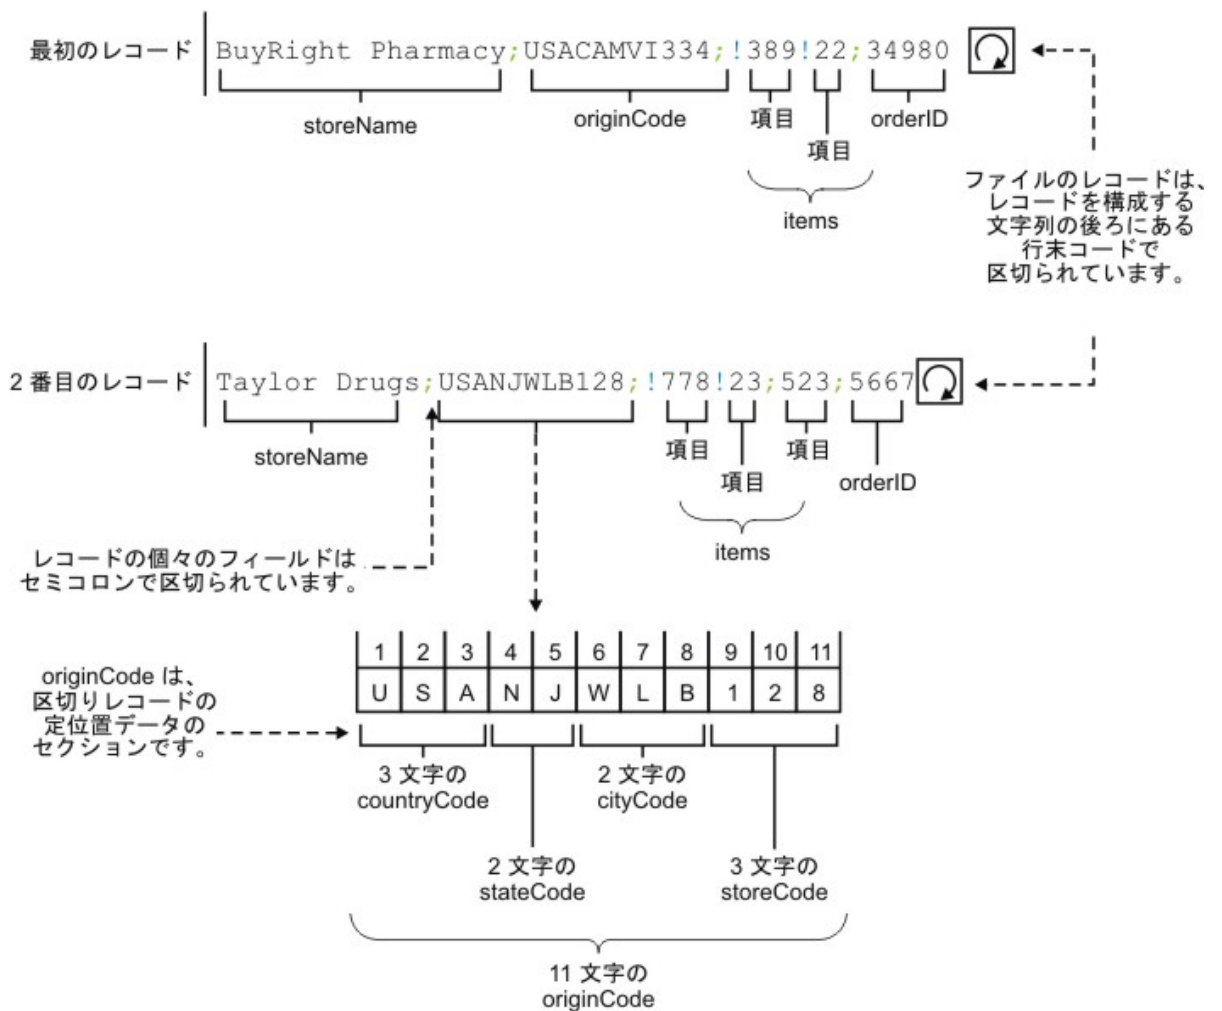 最初のレコード
BuyRight Pharmacy;USACAMVI334;!389!22;34980
storeName
originCode
項目
orderID
項目
items
ファイルのレコードは、
レコードを構成する
文字列の後ろにある
行末コードで
区切られています。
2 番目のレコード
Taylor Drugs;USANJWLB128;!778!23;523;5667
storeName
項目
項目
項目
orderID
items
レコードの個々のフィールドは
セミコロンで区切られています。
1 2 3 4 5 6 7 8 9 10 11
U S A N J W L B 1 2 8
originCode は、
区切りレコードの
定位置データの
セクションです。
3 文字の
countryCode
2 文字の
cityCode
2 文字の
stateCode
3 文字の
storeCode
11 文字の
originCode